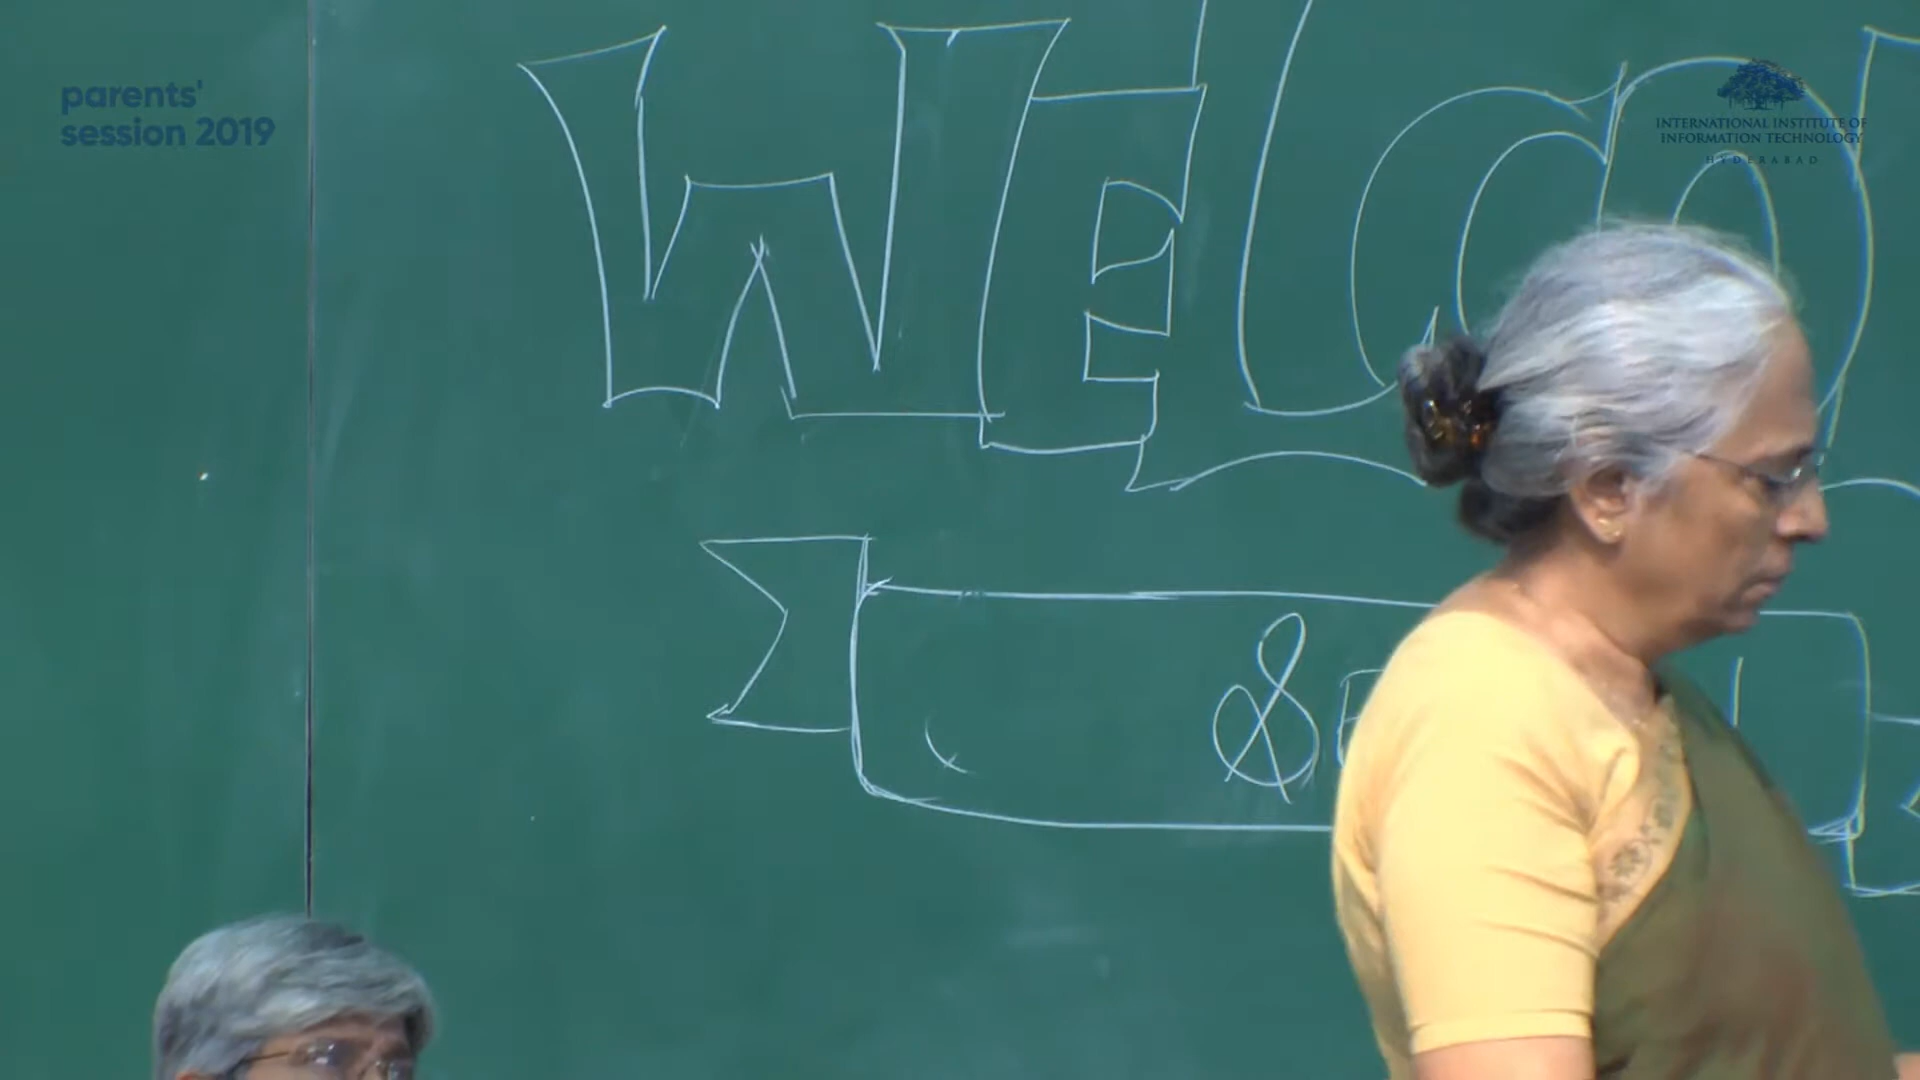 parents'
session 2019
INTERNATIONAL INSTITUTE OF
INFORMATION TECHNOLOGY
HYDERABAD
WElCO